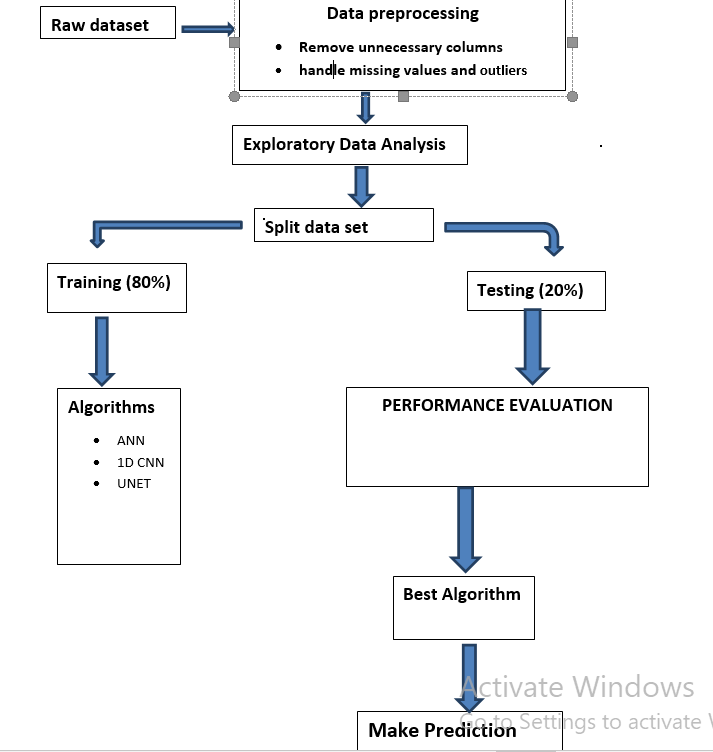 Raw dataset
Data preprocessing
• Remove unnecessary columns
• handle missing values and outliers
Exploratory Data Analysis
Split data set
Training (80%)
Testing (20%)
Algorithms
• ANN
• 1D CNN
• UNET
PERFORMANCE EVALUATION
Best Algorithm
Activate Windows
Go to Settings to activate
Make Prediction